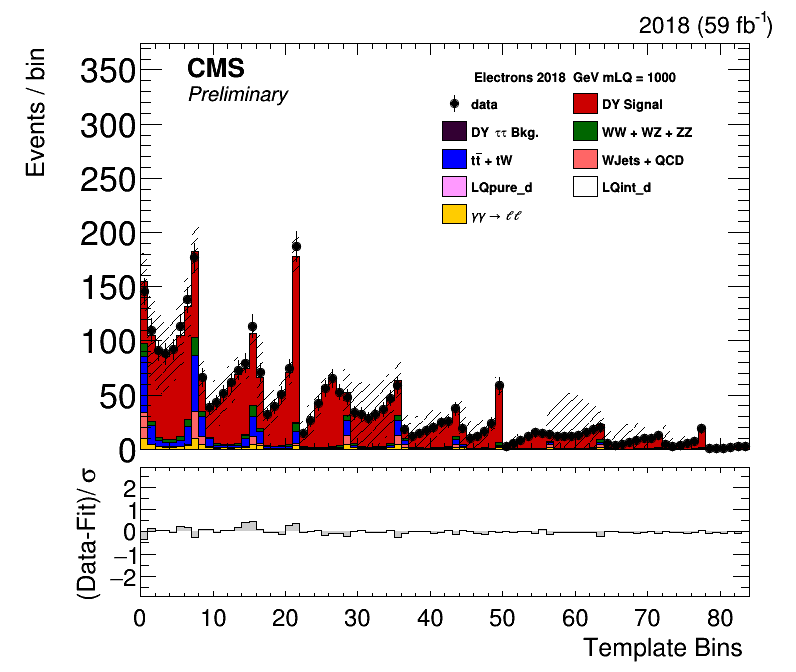 2018 (59 fb-1)
CMS
Preliminary
Electrons 2018 GeV mLQ = 1000
data
DY Signal
DY ττ Bkg.
WW + WZ + ZZ
tt̄ + tW
WJets + QCD
LQpure_d
LQint_d
γγ → ℓℓ
Events / bin
350
300
250
200
150
100
50
0
(Data-Fit)/ σ
2
1
0
−1
−2
0 10 20 30 40 50 60 70 80
Template Bins